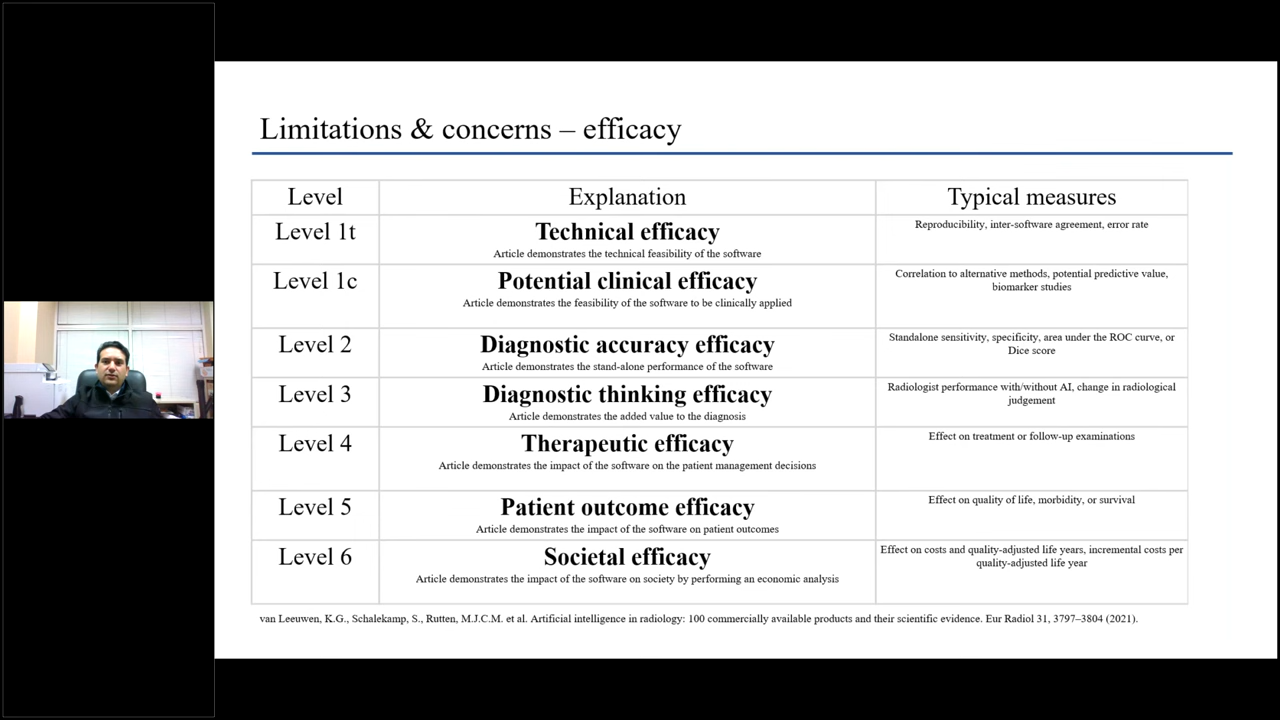 Limitations & concerns – efficacy
Level
Explanation
Typical measures
Level 1t
Technical efficacy
Article demonstrates the technical feasibility of the software
Reproducibility, inter-software agreement, error rate
Level 1c
Potential clinical efficacy
Article demonstrates the feasibility of the software to be clinically applied
Correlation to alternative methods, potential predictive value,
biomarker studies
Level 2
Diagnostic accuracy efficacy
Article demonstrates the stand-alone performance of the software
Standalone sensitivity, specificity, area under the ROC curve, or
Dice score
Level 3
Diagnostic thinking efficacy
Article demonstrates the added value to the diagnosis
Radiologist performance with/without AI, change in radiological
judgement
Level 4
Therapeutic efficacy
Article demonstrates the impact of the software on the patient management decisions
Effect on treatment or follow-up examinations
Level 5
Patient outcome efficacy
Article demonstrates the impact of the software on patient outcomes
Effect on quality of life, morbidity, or survival
Level 6
Societal efficacy
Article demonstrates the impact of the software on society by performing an economic analysis
Effect on costs and quality-adjusted life years, incremental costs per
quality-adjusted life year
van Leeuwen, K.G., Schalekamp, S., Rutten, M.J.C.M. et al. Artificial intelligence in radiology: 100 commercially available products and their scientific evidence. Eur Radiol 31, 3797–3804 (2021).